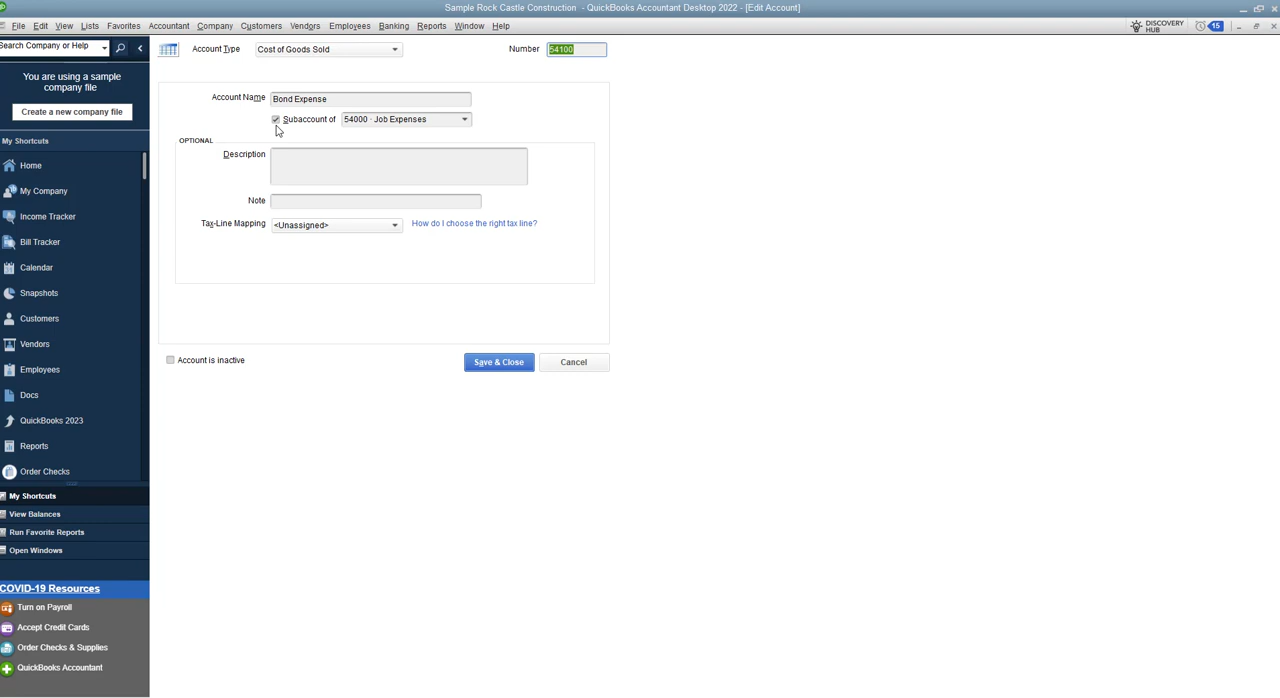 Sample Rock Castle Construction - QuickBooks Accountant Desktop 2022 - [Edit Account]
File Edit View Lists Favorites Accountant Company Customers Vendors Employees Banking Reports Window Help
DISCOVERY HUB
15
Search Company or Help
Account Type
Cost of Goods Sold
Number
54100
You are using a sample
company file
Create a new company file
My Shortcuts
Home
My Company
Income Tracker
Bill Tracker
Calendar
Snapshots
Customers
Vendors
Employees
Docs
QuickBooks 2023
Reports
Order Checks
My Shortcuts
View Balances
Run Favorite Reports
Open Windows
COVID-19 Resources
Turn on Payroll
Accept Credit Cards
Order Checks & Supplies
QuickBooks Accountant
Account Name
Bond Expense
Subaccount of
54000 · Job Expenses
OPTIONAL
Description
Note
Tax-Line Mapping
<Unassigned>
How do I choose the right tax line?
Account is inactive
Save & Close
Cancel